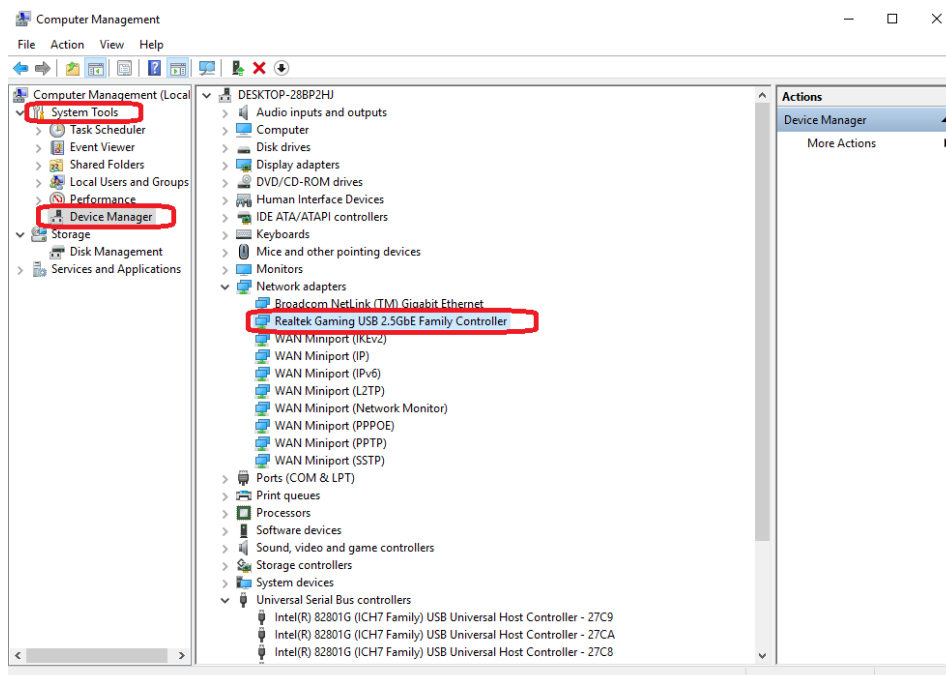 Computer Management
File Action View Help
Computer Management (Local
System Tools
Task Scheduler
Event Viewer
Shared Folders
Local Users and Groups
Performance
Device Manager
Storage
Disk Management
Services and Applications
DESKTOP-28BP2HJ
Audio inputs and outputs
Computer
Disk drives
Display adapters
DVD/CD-ROM drives
Human Interface Devices
IDE ATA/ATAPI controllers
Keyboards
Mice and other pointing devices
Monitors
Network adapters
Broadcom NetLink (TM) Gigabit Ethernet
Realtek Gaming USB 2.5GbE Family Controller
WAN Miniport (IKEv2)
WAN Miniport (IP)
WAN Miniport (IPv6)
WAN Miniport (L2TP)
WAN Miniport (Network Monitor)
WAN Miniport (PPPOE)
WAN Miniport (PPTP)
WAN Miniport (SSTP)
Ports (COM & LPT)
Print queues
Processors
Software devices
Sound, video and game controllers
Storage controllers
System devices
Universal Serial Bus controllers
Intel(R) 82801G (ICH7 Family) USB Universal Host Controller - 27C9
Intel(R) 82801G (ICH7 Family) USB Universal Host Controller - 27CA
Intel(R) 82801G (ICH7 Family) USB Universal Host Controller - 27C8
Actions
Device Manager
More Actions